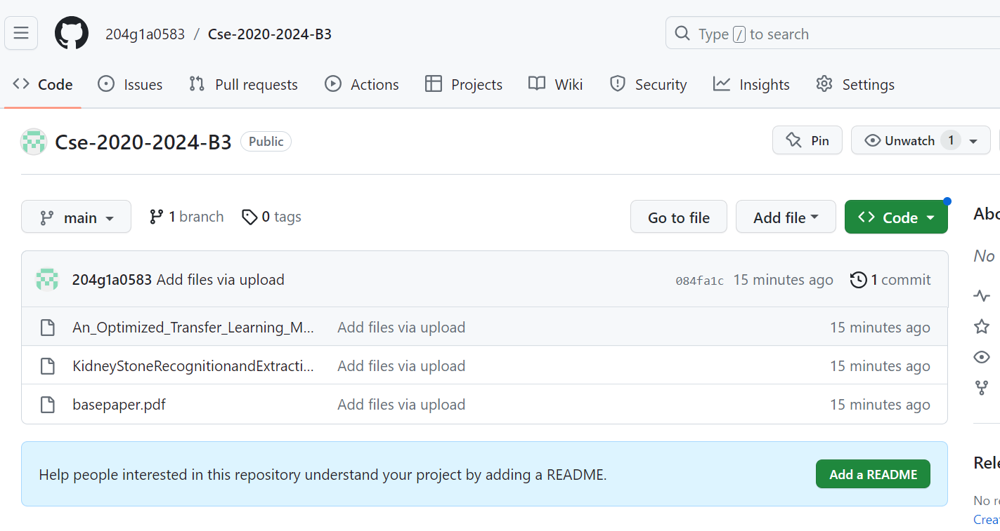 204g1a0583 / Cse-2020-2024-B3
Type / to search
Code Issues Pull requests Actions Projects Wiki Security Insights Settings
Cse-2020-2024-B3 Public
Pin Unwatch 1
main 1 branch 0 tags Go to file Add file Code
204g1a0583 Add files via upload 084fa1c 15 minutes ago 1 commit
An_Optimized_Transfer_Learning_M... Add files via upload 15 minutes ago
KidneyStoneRecognitionandExtracti... Add files via upload 15 minutes ago
basepaper.pdf Add files via upload 15 minutes ago
Help people interested in this repository understand your project by adding a README. Add a README
No
No